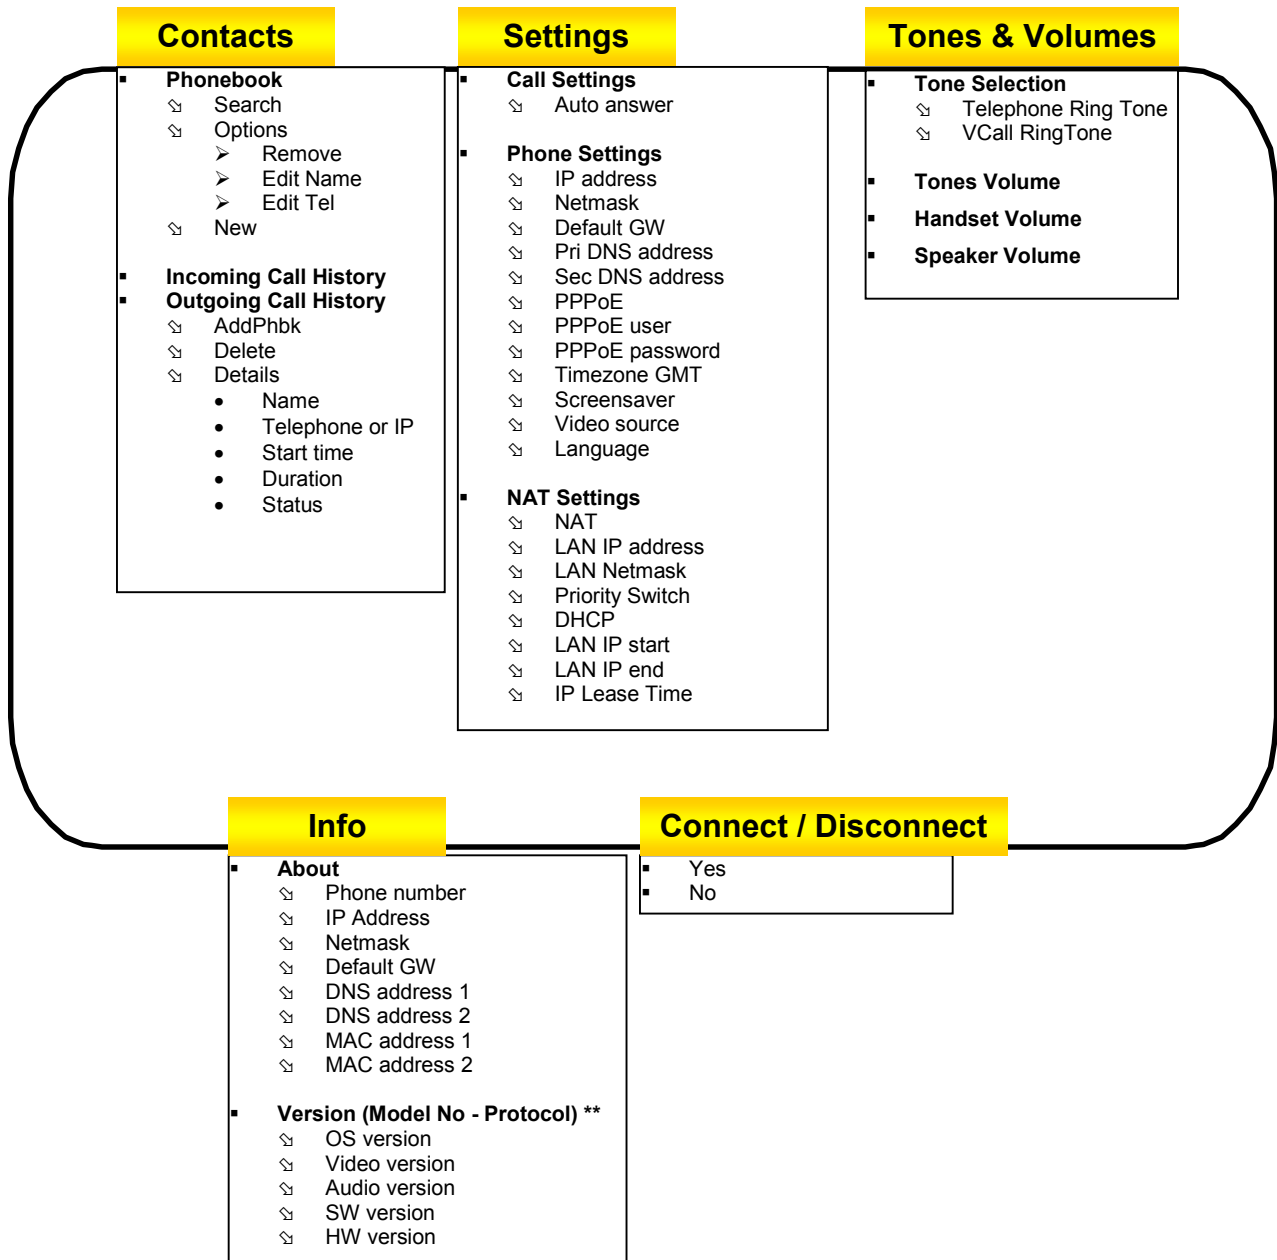 Contacts
Phonebook
Search
Options
Remove
Edit Name
Edit Tel
New
Incoming Call History
Outgoing Call History
AddPhbk
Delete
Details
Name
Telephone or IP
Start time
Duration
Status
Settings
Call Settings
Auto answer
Phone Settings
IP address
Netmask
Default GW
Pri DNS address
Sec DNS address
PPPoE
PPPoE user
PPPoE password
Timezone GMT
Screensaver
Video source
Language
NAT Settings
NAT
LAN IP address
LAN Netmask
Priority Switch
DHCP
LAN IP start
LAN IP end
IP Lease Time
Tones & Volumes
Tone Selection
Telephone Ring Tone
VCall RingTone
Tones Volume
Handset Volume
Speaker Volume
Info
About
Phone number
IP Address
Netmask
Default GW
DNS address 1
DNS address 2
MAC address 1
MAC address 2
Version (Model No - Protocol) **
OS version
Video version
Audio version
SW version
HW version
Connect / Disconnect
Yes
No